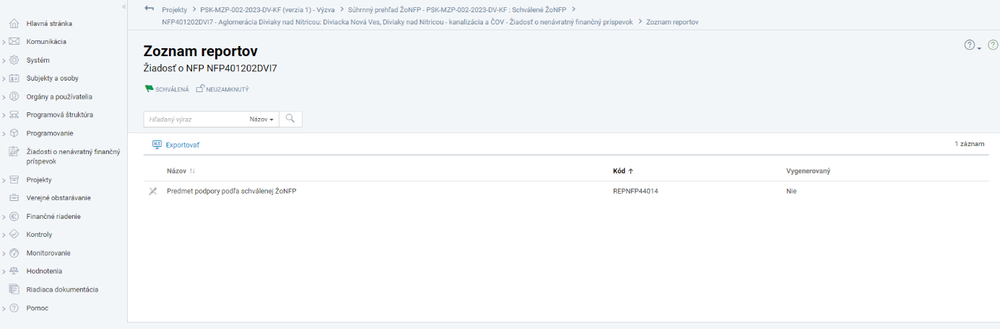 «
Projekty > PSK-MZP-002-2023-DV-KF (verzia 1) - Výzva > Súhrnný prehľad ŽoNFP - PSK-MZP-002-2023-DV-KF : Schválené ŽoNFP >
NFP401202DVI7 - Aglomerácia Diviaky nad Nitricou: Diviacka Nová Ves, Diviaky nad Nitricou - kanalizácia a ČOV - Žiadosť o nenávratný finančný príspevok > Zoznam reportov
Hlavná stránka
Komunikácia
Systém
Subjekty a osoby
Orgány a používatelia
Programová štruktúra
Programovanie
Žiadosti o nenávratný finančný
príspevok
Projekty
Verejné obstarávanie
Finančné riadenie
Kontroly
Monitorovanie
Hodnotenia
Riadiaca dokumentácia
Pomoc
Zoznam reportov
Žiadosť o NFP NFP401202DVI7
SCHVÁLENÁ NEUZAMKNUTÝ
Hľadaný výraz Názov
XLS Exportovať 1 záznam
Názov Kód Vygenerovaný
Predmet podpory podľa schválenej ŽoNFP REPNFP44014 Nie